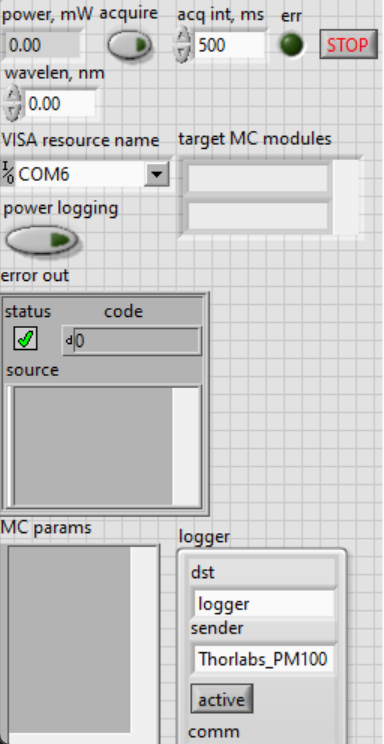 power, mW acquire acq int, ms err
0.00 500 STOP
wavelen, nm
0.00
VISA resource name target MC modules
I/O COM6
power logging
error out
status code
d 0
source
MC params
logger
dst
logger
sender
Thorlabs_PM100
active
comm